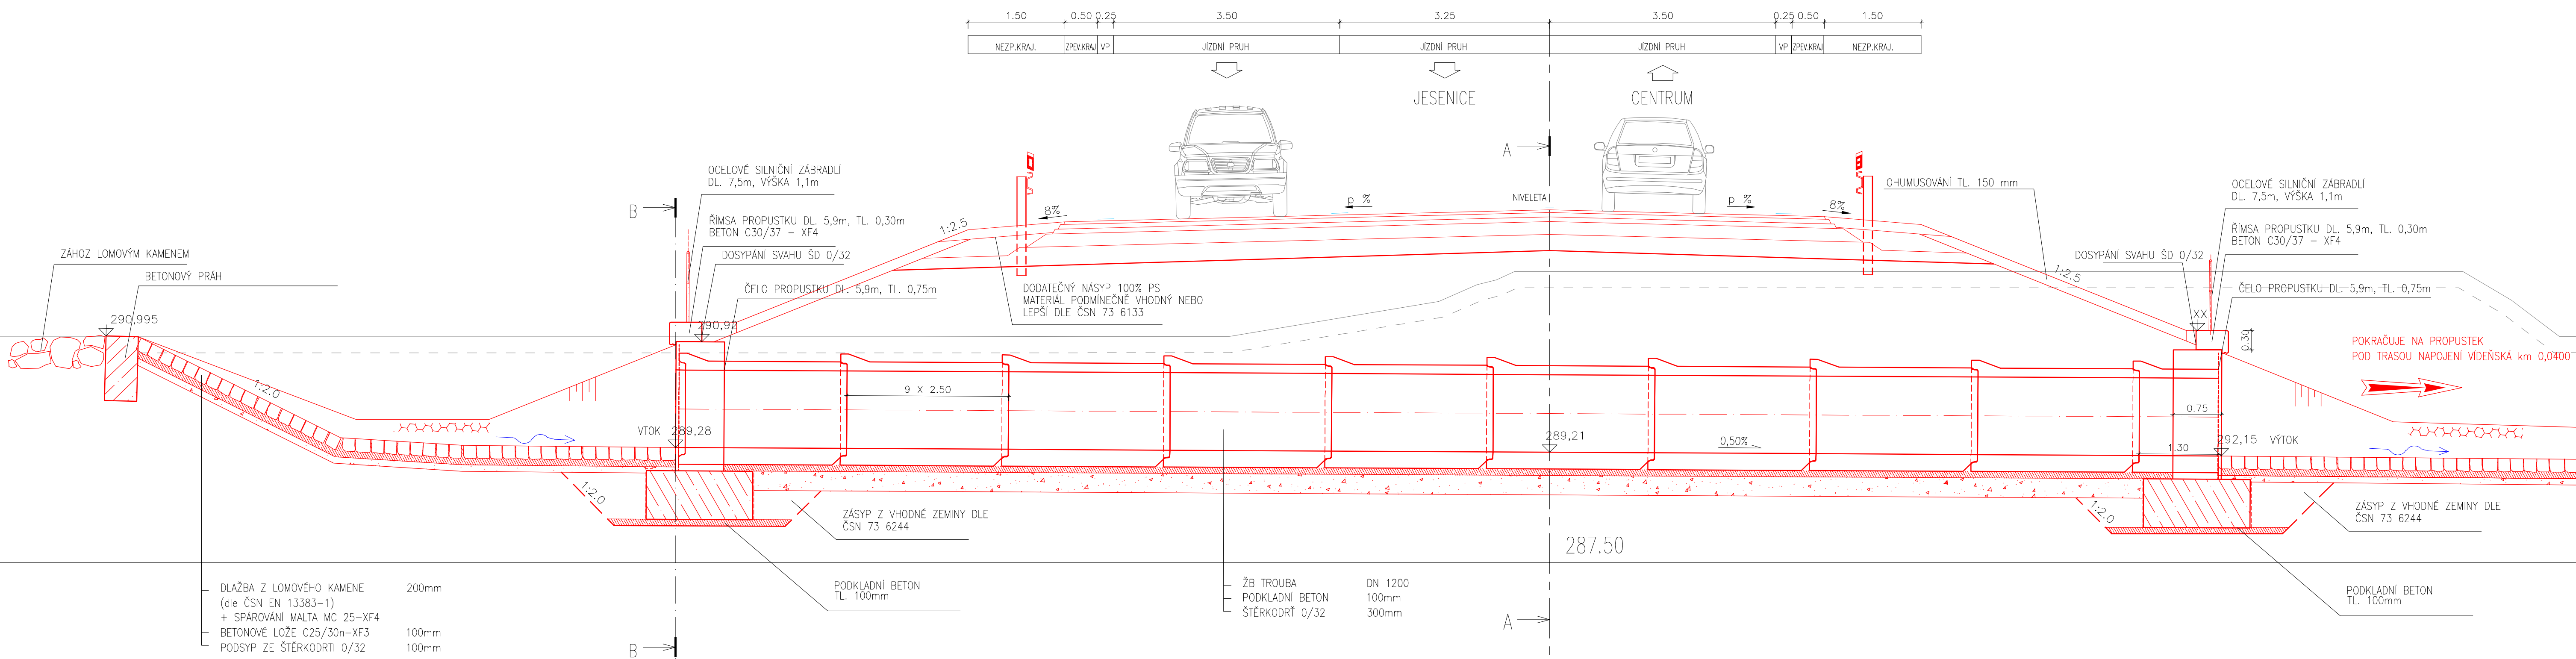 1.50 0.50 0.25 3.50 3.25 3.50 0.25 0.50 1.50
NEZP.KRAJ. ZPEV.KRAJ VP JÍZDNÍ PRUH JÍZDNÍ PRUH JÍZDNÍ PRUH VP ZPEV.KRAJ NEZP.KRAJ.
JESENICE
CENTRUM
A
B
OCELOVÉ SILNIČNÍ ZÁBRADLÍ
DL. 7,5m, VÝŠKA 1,1m
ŘÍMSA PROPUSTKU DL. 5,9m, TL. 0,30m
BETON C30/37 - XF4
DOSYPÁNÍ SVAHU ŠD 0/32
ČELO PROPUSTKU DL. 5,9m, TL. 0,75m
ZÁHOZ LOMOVÝM KAMENEM
BETONOVÝ PRÁH
290,995
290,92
1:2.5
8%
p %
NIVELETA
p %
8%
OHUMUSOVÁNÍ TL. 150 mm
DODATEČNÝ NÁSYP 100% PS
MATERIÁL PODMÍNEČNĚ VHODNÝ NEBO
LEPŠÍ DLE ČSN 73 6133
OCELOVÉ SILNIČNÍ ZÁBRADLÍ
DL. 7,5m, VÝŠKA 1,1m
ŘÍMSA PROPUSTKU DL. 5,9m, TL. 0,30m
BETON C30/37 - XF4
DOSYPÁNÍ SVAHU ŠD 0/32
1:2.5
ČELO PROPUSTKU DL. 5,9m, TL. 0,75m
XX
0.30
POKRAČUJE NA PROPUSTEK
POD TRASOU NAPOJENÍ VÍDEŇSKÁ km 0,0400
1:2.0
9 X 2.50
VTOK 289,28
289,21
0,50%
0.75
1.30
292,15 VÝTOK
1:2.0
ZÁSYP Z VHODNÉ ZEMINY DLE
ČSN 73 6244
1:2.0
ZÁSYP Z VHODNÉ ZEMINY DLE
ČSN 73 6244
287.50
DLAŽBA Z LOMOVÉHO KAMENE 200mm
(dle ČSN EN 13383-1)
+ SPÁROVÁNÍ MALTA MC 25-XF4
BETONOVÉ LOŽE C25/30n-XF3 100mm
PODSYP ZE ŠTĚRKODRTI 0/32 100mm
PODKLADNÍ BETON
TL. 100mm
ŽB TROUBA DN 1200
PODKLADNÍ BETON 100mm
ŠTĚRKODRŤ 0/32 300mm
PODKLADNÍ BETON
TL. 100mm
A
B